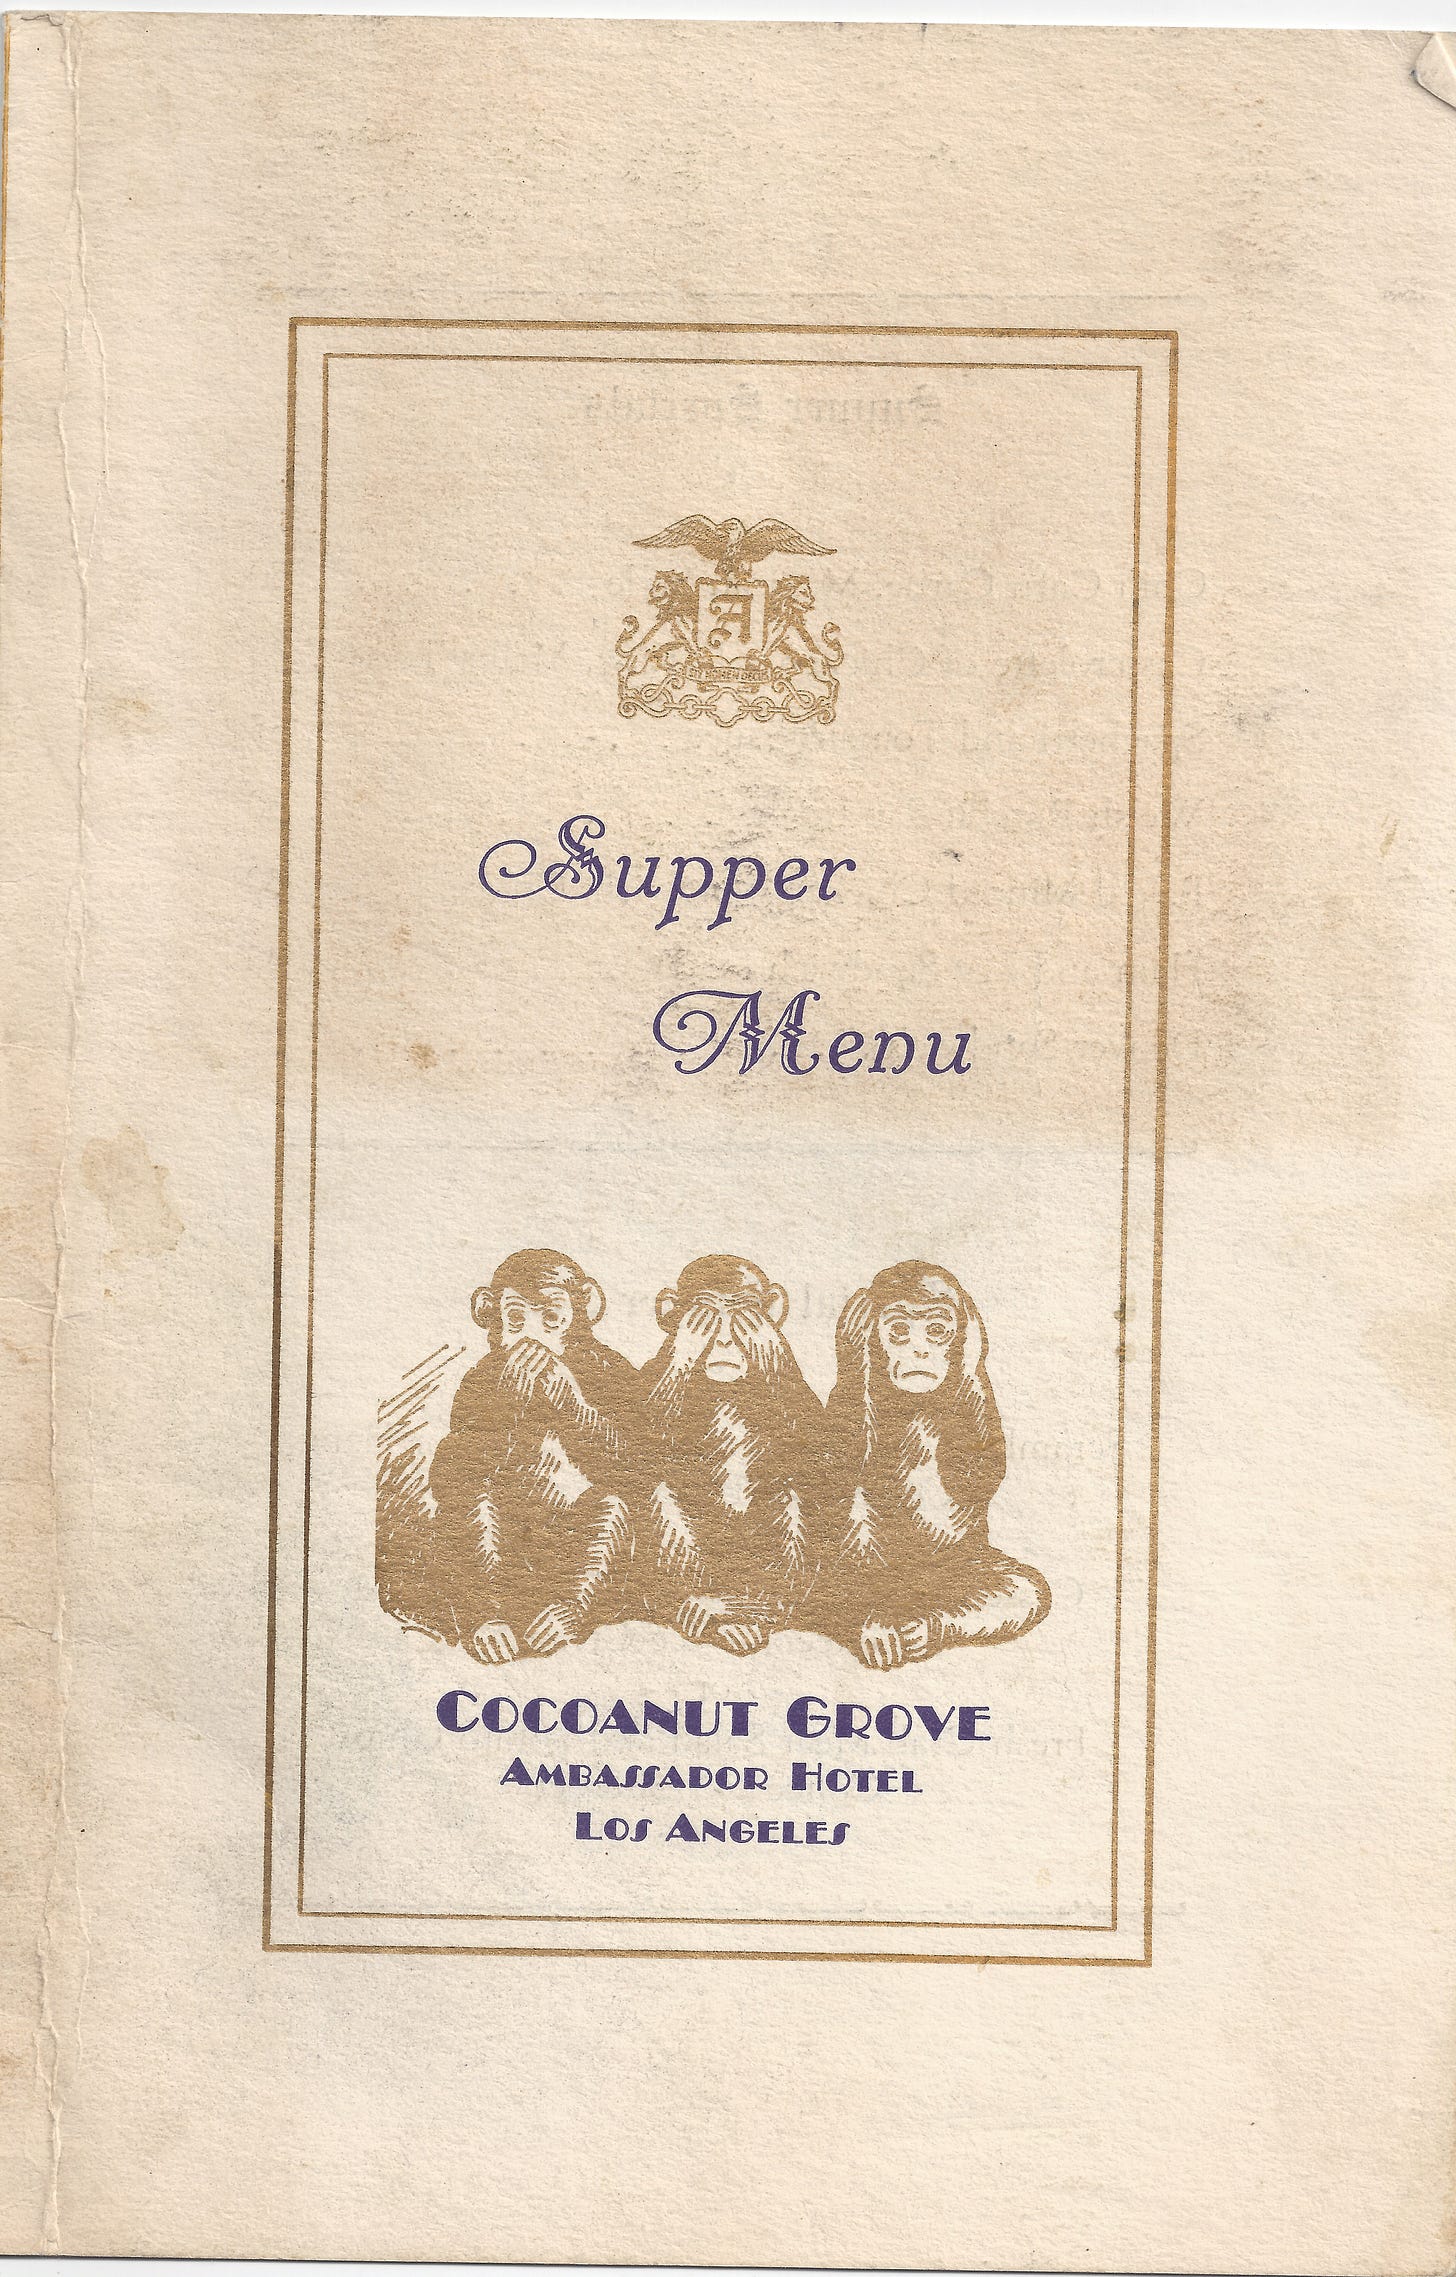 A
Supper
Menu
COCOANUT GROVE
AMBASSADOR HOTEL
LOS ANGELES